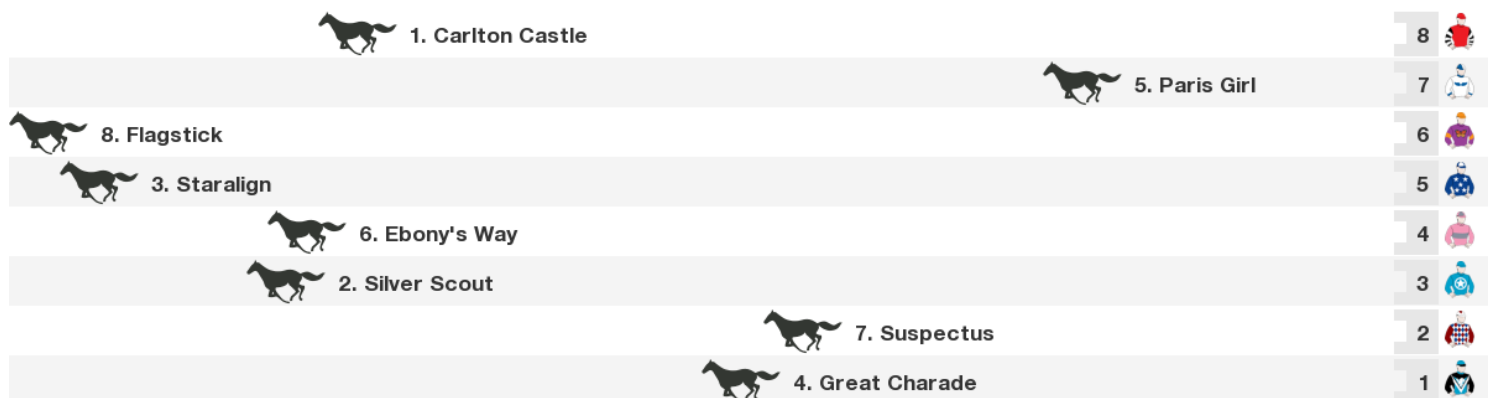 1. Carlton Castle 8
5. Paris Girl 7
8. Flagstick 6
3. Staralign 5
6. Ebony's Way 4
2. Silver Scout 3
7. Suspectus 2
4. Great Charade 1